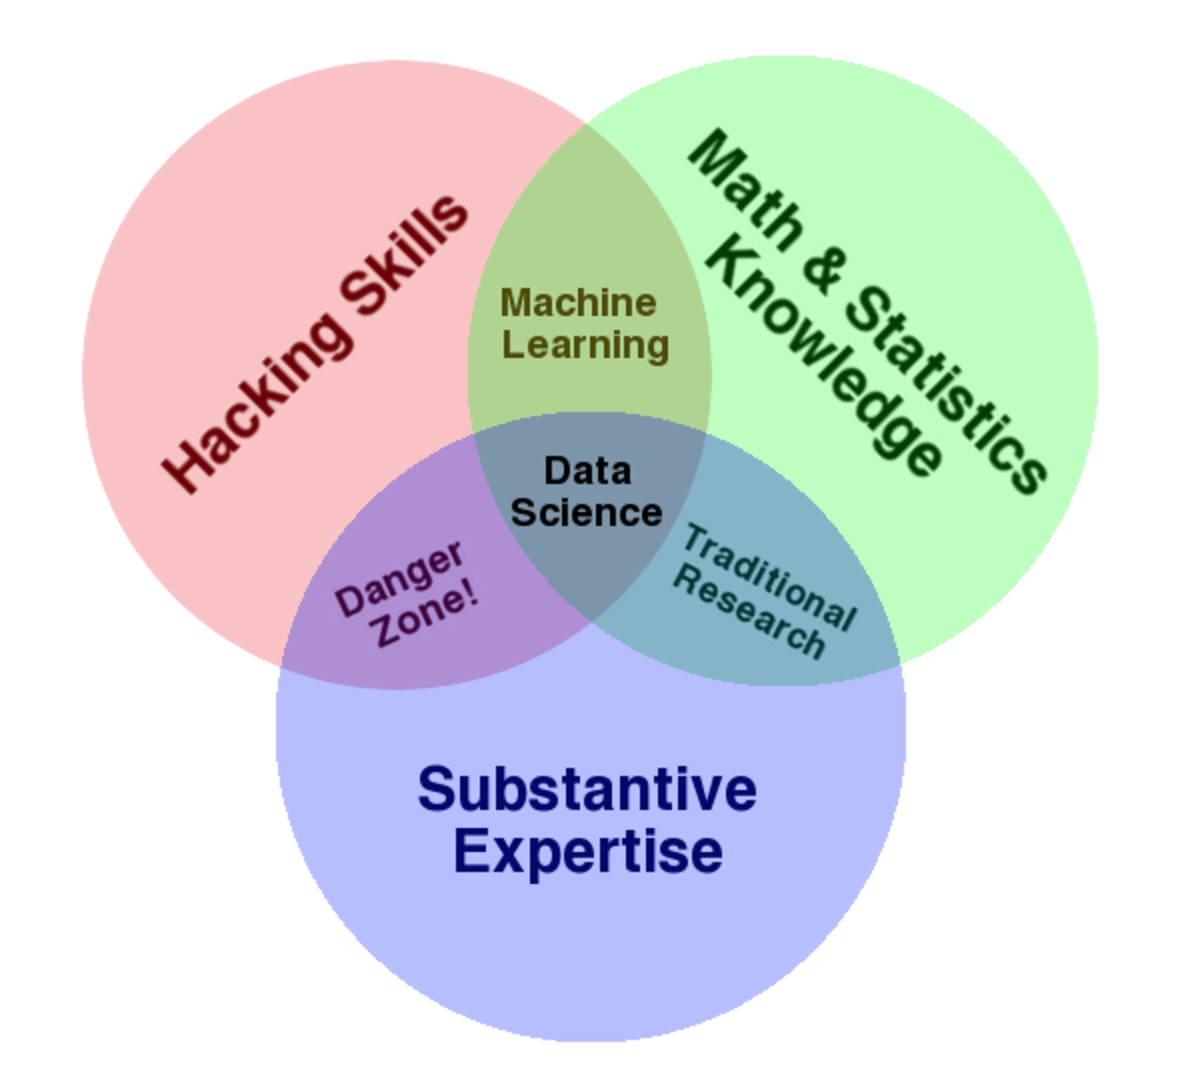 Hacking Skills
Math & Statistics
Knowledge
Machine
Learning
Data
Science
Danger
Zone!
Traditional
Research
Substantive
Expertise